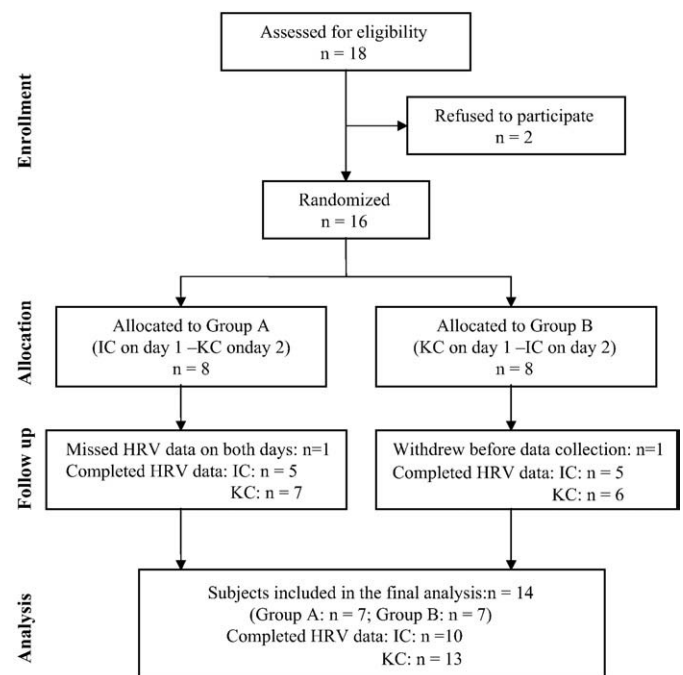 Enrollment
Assessed for eligibility
n = 18
Refused to participate
n = 2
Randomized
n = 16
Allocation
Allocated to Group A
(IC on day 1 –KC onday 2)
n = 8
Allocated to Group B
(KC on day 1 –IC on day 2)
n = 8
Follow up
Missed HRV data on both days: n=1
Completed HRV data: IC: n = 5
KC: n = 7
Withdrew before data collection: n=1
Completed HRV data: IC: n = 5
KC: n = 6
Analysis
Subjects included in the final analysis:n = 14
(Group A: n = 7; Group B: n = 7)
Completed HRV data: IC: n =10
KC: n = 13